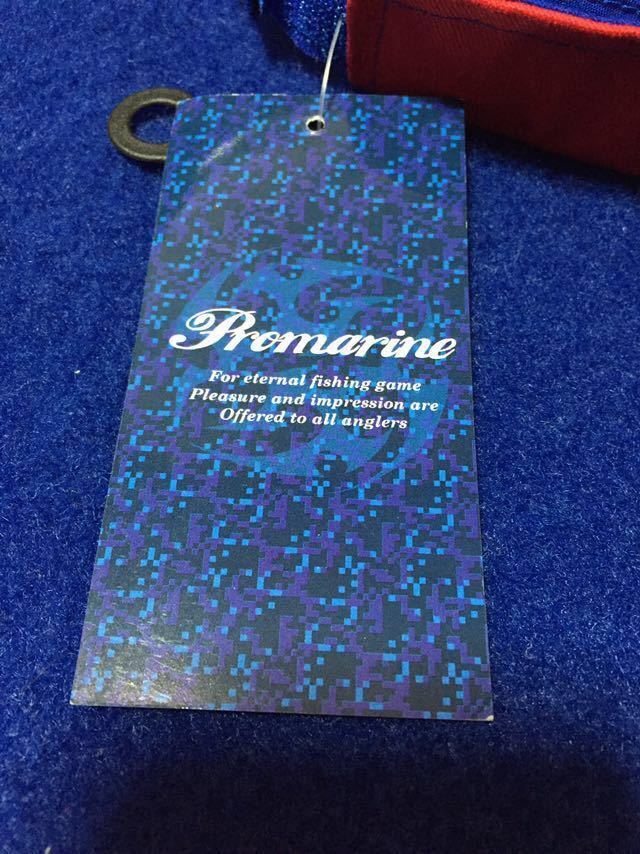 Promarine
For eternal fishing game
Pleasure and impression are
Offered to all anglers